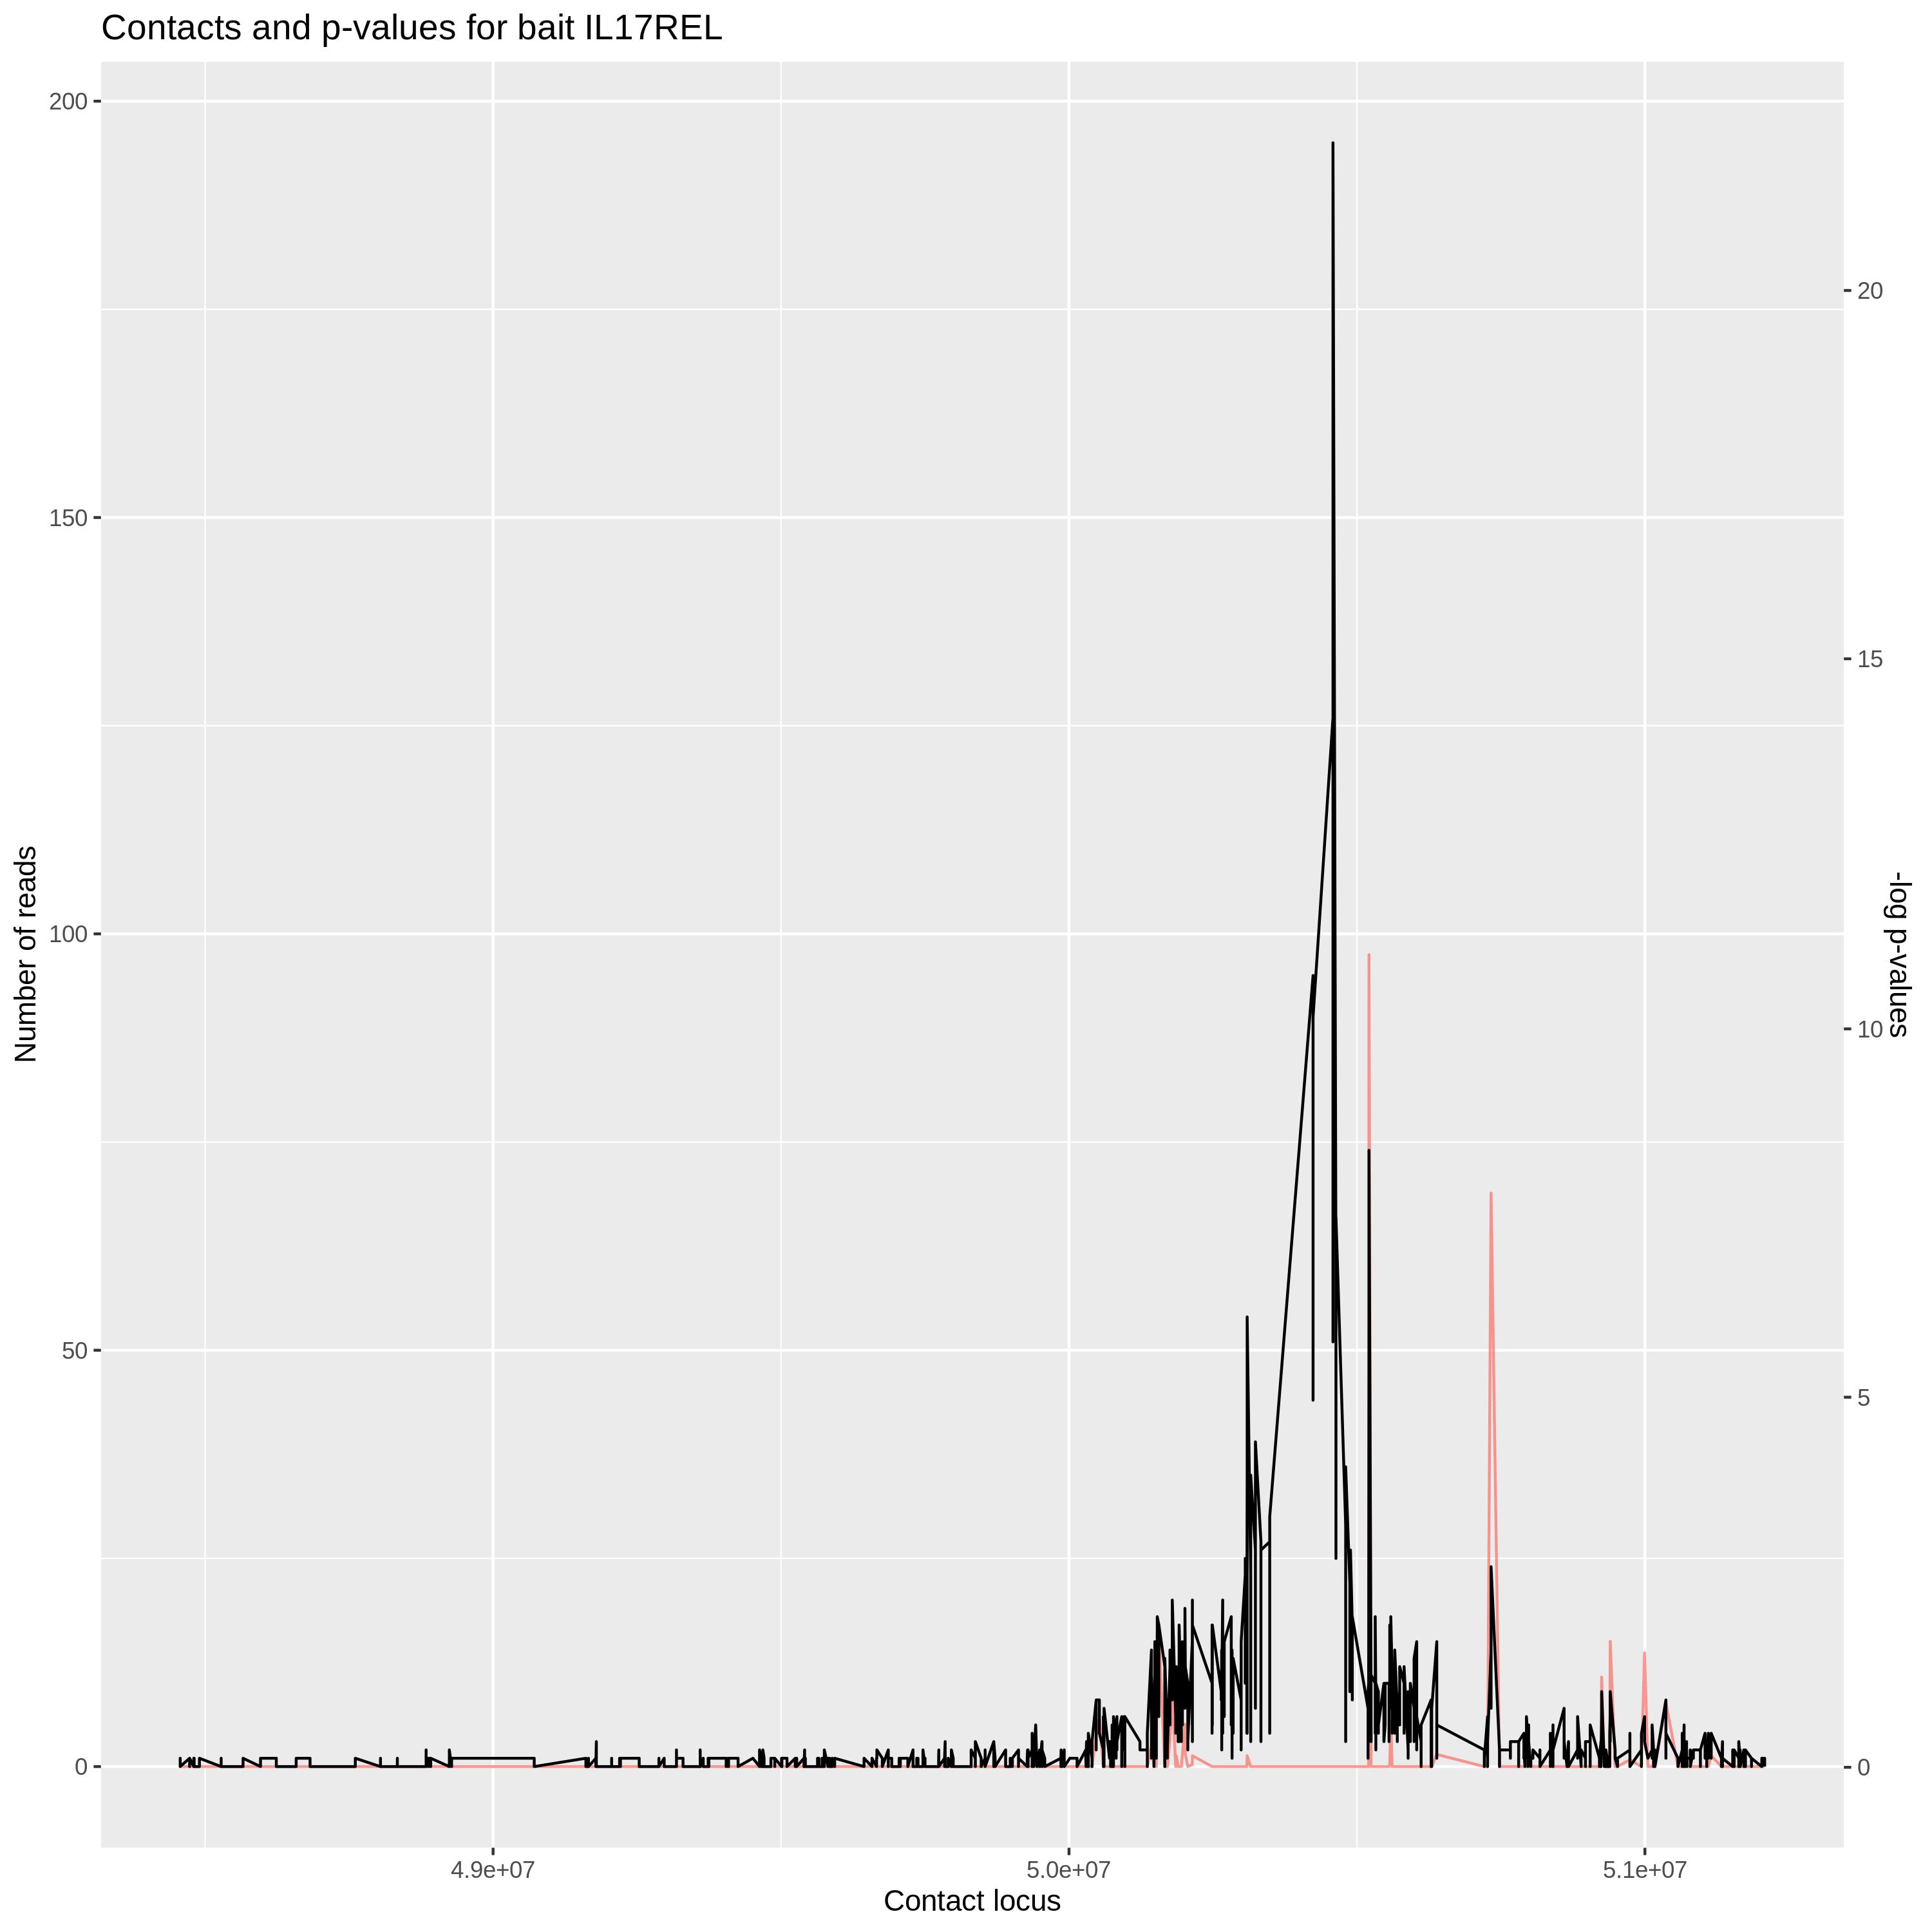 Contacts and p-values for bait IL17REL
200
150
100
50
0
Number of reads
20
15
10
5
0
-log p-values
4.9e+07
5.0e+07
5.1e+07
Contact locus